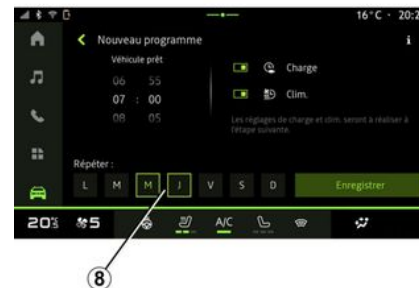 16°C · 20:2
Nouveau programme
i
Véhicule prêt
06 55
07 : 00
08 05
Charge
Clim.
Les réglages de charge et clim. seront à réaliser à
l'étape suivante.
Répéter :
L M M J V S D
Enregistrer
20 5 A/C
8